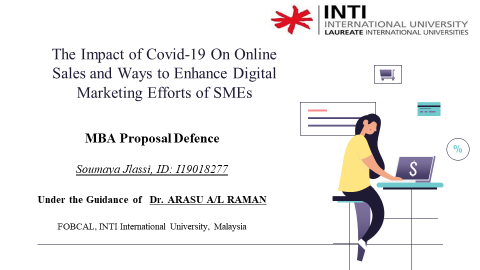 INTI
INTERNATIONAL UNIVERSITY
LAUREATE INTERNATIONAL UNIVERSITIES
The Impact of Covid-19 On Online
Sales and Ways to Enhance Digital
Marketing Efforts of SMEs
MBA Proposal Defence
Soumaya Jlassi, ID: I19018277
Under the Guidance of Dr. ARASU A/L RAMAN
FOBCAL, INTI International University, Malaysia
%
$